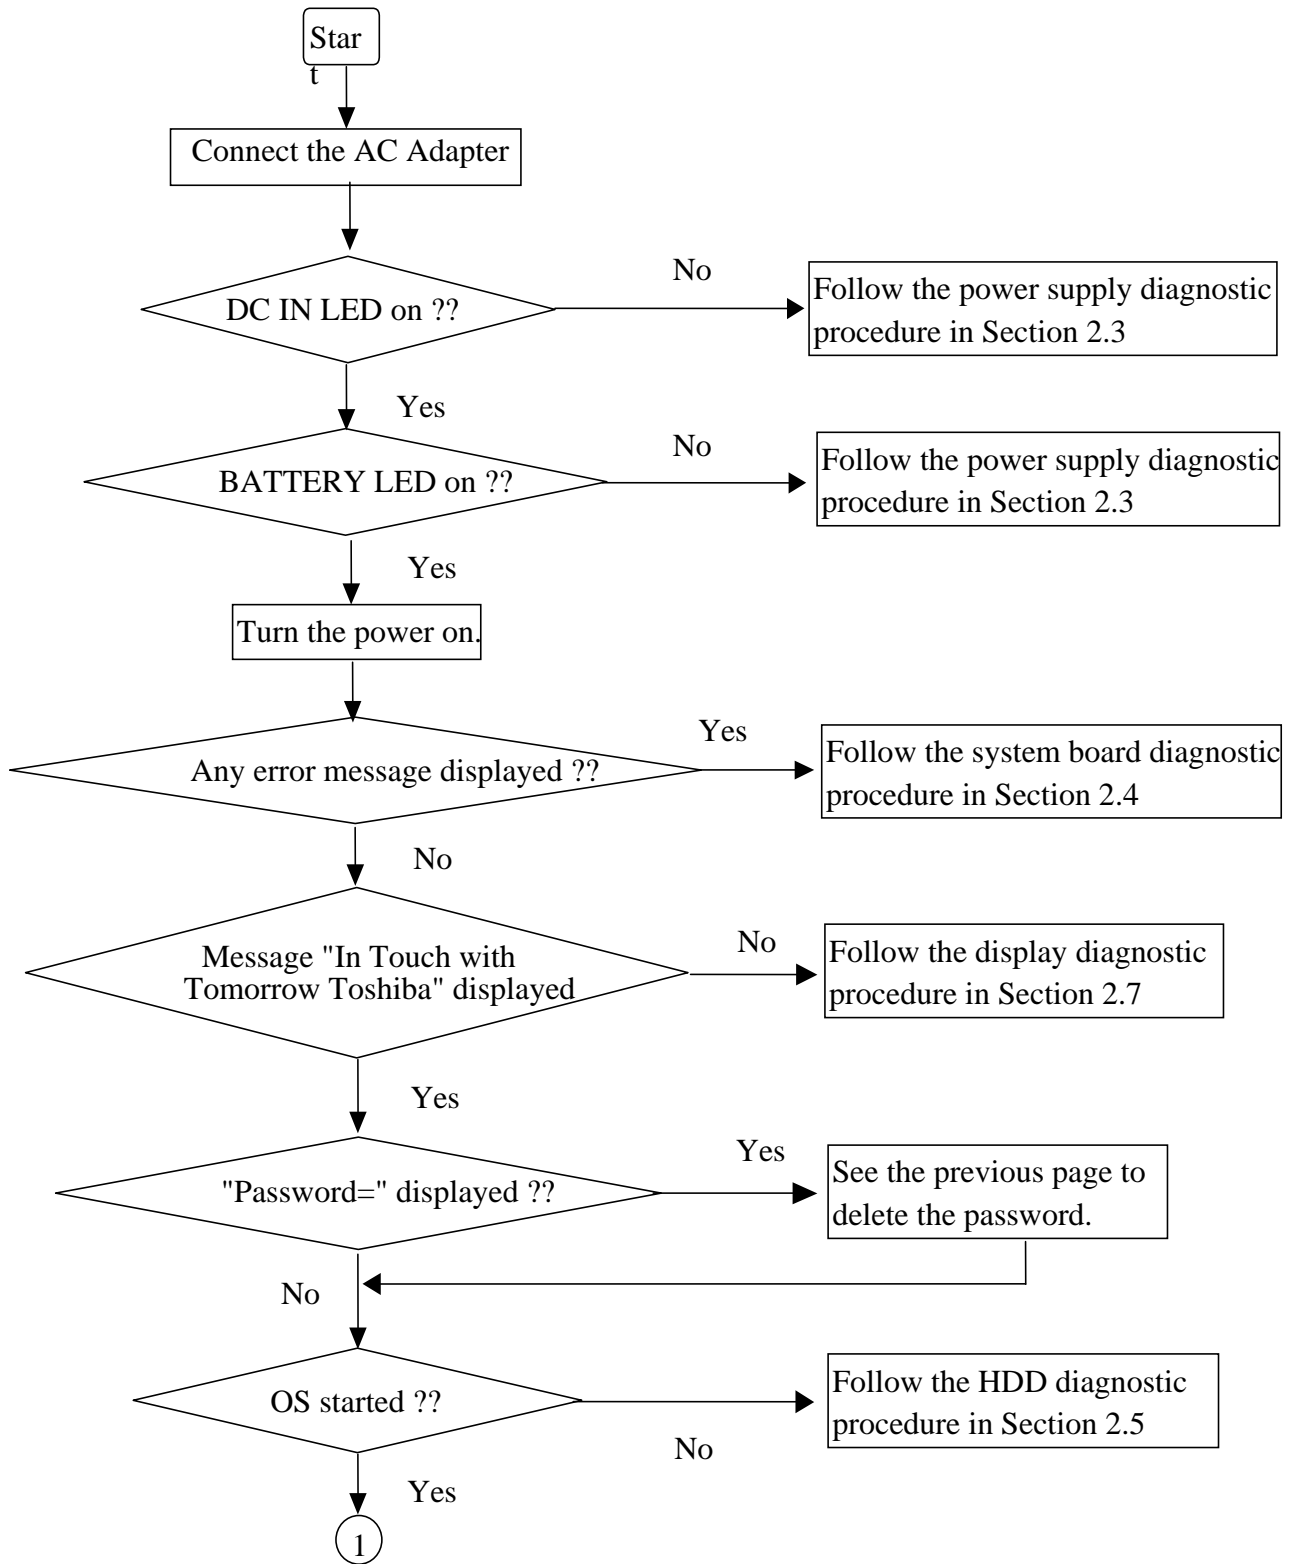 Star
t
Connect the AC Adapter
DC IN LED on ??
No
Follow the power supply diagnostic
procedure in Section 2.3
Yes
BATTERY LED on ??
No
Follow the power supply diagnostic
procedure in Section 2.3
Yes
Turn the power on.
Any error message displayed ??
Yes
Follow the system board diagnostic
procedure in Section 2.4
No
Message "In Touch with
Tomorrow Toshiba" displayed
No
Follow the display diagnostic
procedure in Section 2.7
Yes
"Password=" displayed ??
Yes
See the previous page to
delete the password.
No
OS started ??
No
Follow the HDD diagnostic
procedure in Section 2.5
Yes
1